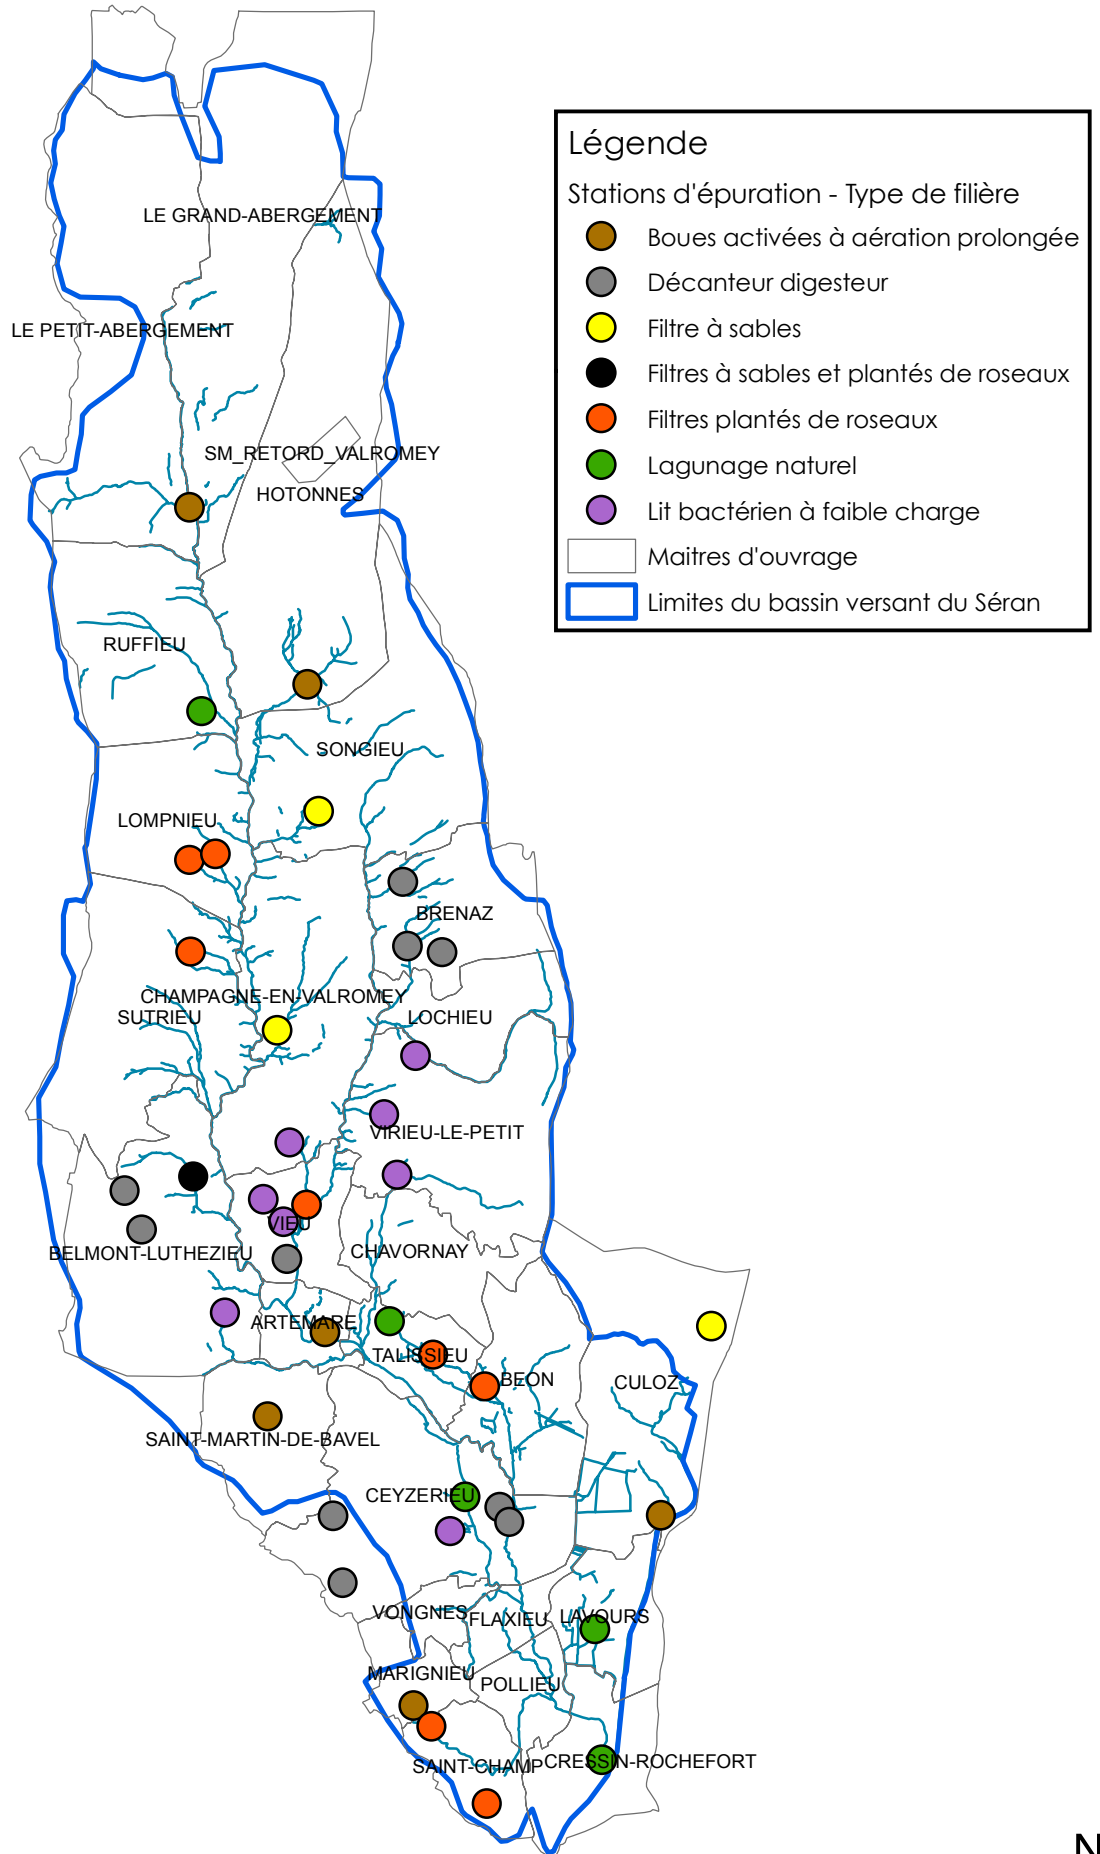 Légende
Stations d'épuration - Type de filière
Boues activées à aération prolongée
Décanteur digesteur
Filtre à sables
Filtres à sables et plantés de roseaux
Filtres plantés de roseaux
Lagunage naturel
Lit bactérien à faible charge
Maitres d'ouvrage
Limites du bassin versant du Séran
LE GRAND-ABERGEMENT
LE PETIT-ABERGEMENT
SM_RETORD_VALROMEY
HOTONNES
RUFFIEU
SONGIEU
LOMPNIEU
BRENAZ
CHAMPAGNE-EN-VALROMEY
SUTRIEU
LOCHIEU
VIRIEU-LE-PETIT
VIEU
BELMONT-LUTHEZIEU
CHAVORNAY
ARTEMARE
TALISSIEU
BEON
CULOZ
SAINT-MARTIN-DE-BAVEL
CEYZERIEU
VONGNES
FLAXIEU
LAVOURS
MARIGNIEU
POLLIEU
SAINT-CHAMP
CRESSIN-ROCHEFORT
N